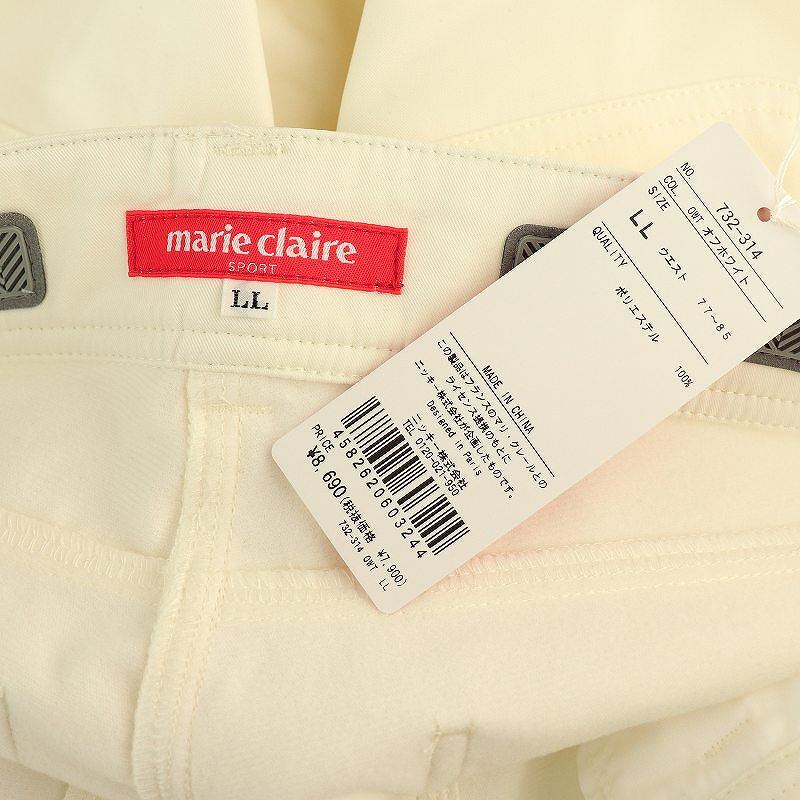 marie claire
SPORT
LL
NO. 732-314
COL. OWT オフホワイト
SIZE LL ウエスト 77～85
QUALITY
ポリエステル 100%
MADE IN CHINA
この製品はフランスのマリ・クレールとの
ライセンス提携のもとに
ニッキー株式会社が企画したものです。
Designed in Paris
ニッキー株式会社
TEL 0120-021-950
4582620603244
PRICE
¥8,690(税抜価格 ¥7,900)
732-314 OWT LL